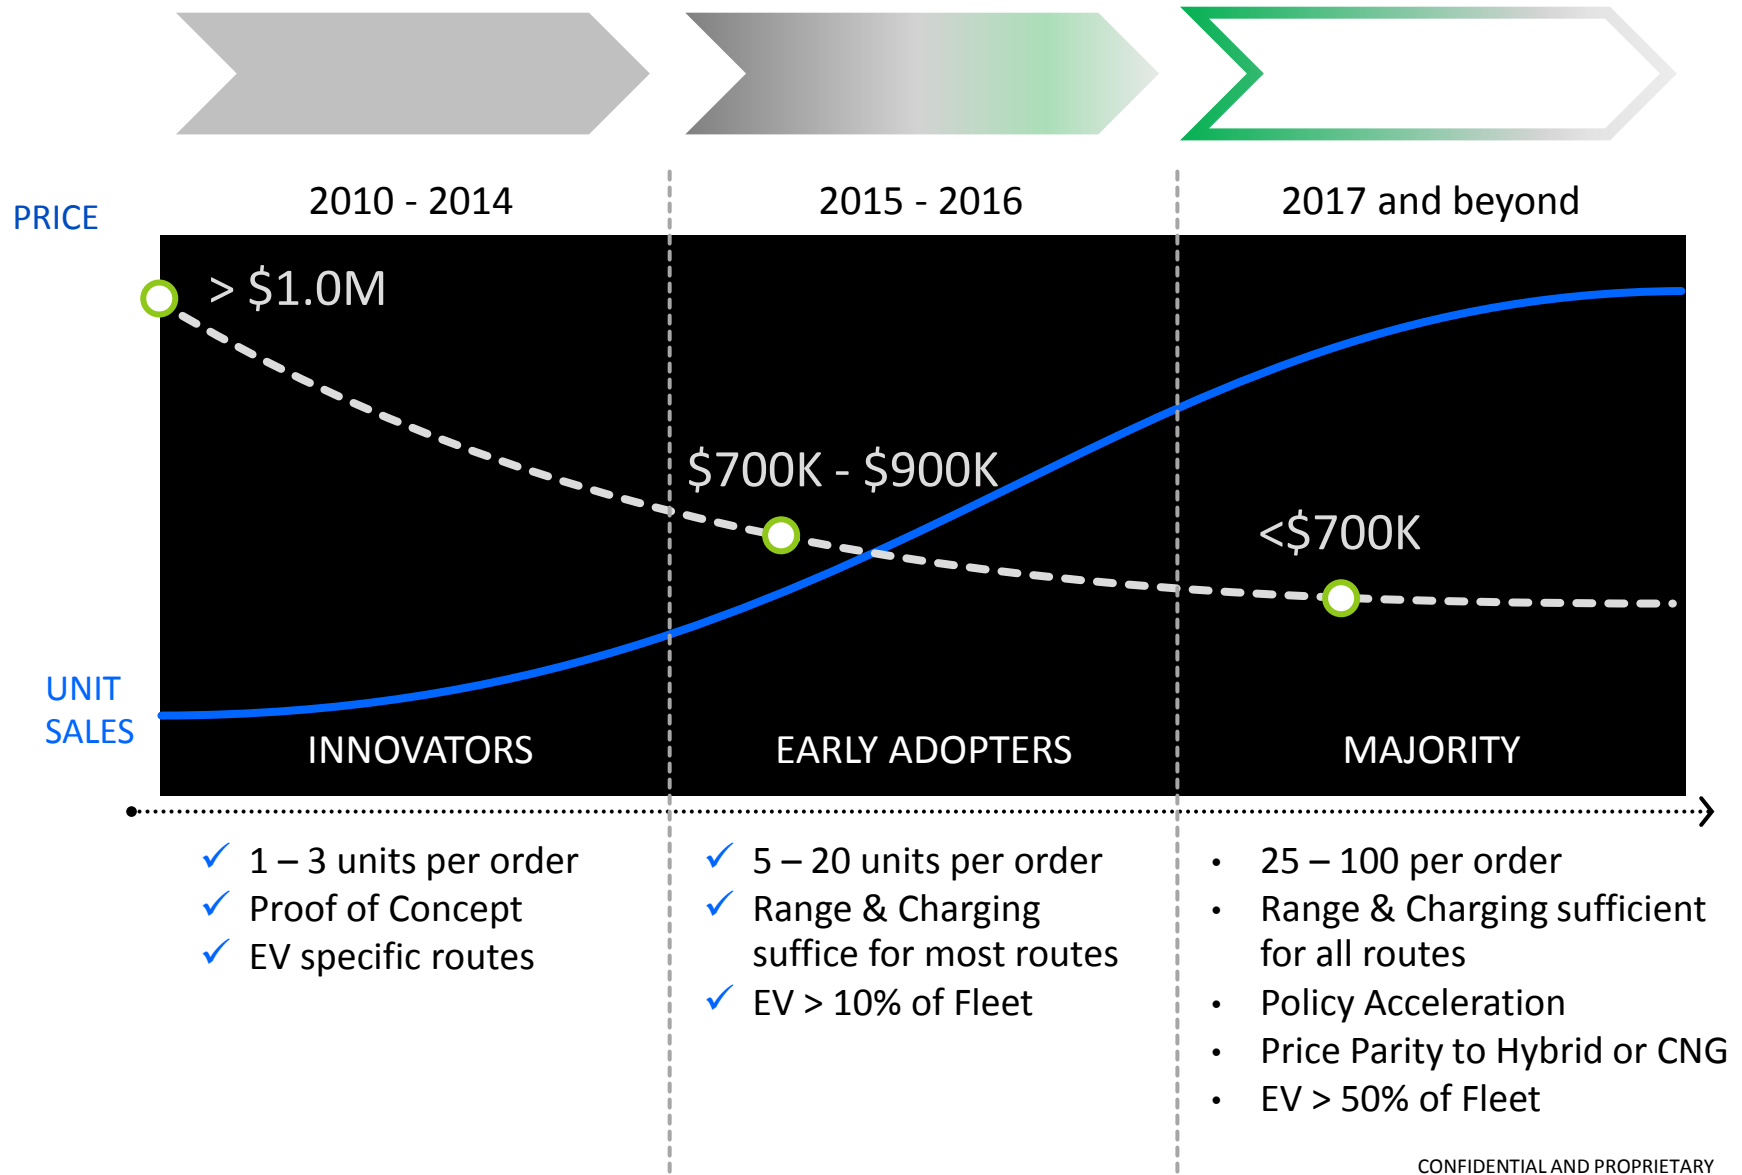 2010 - 2014
2015 - 2016
2017 and beyond
PRICE
> $1.0M
$700K - $900K
<$700K
UNIT
SALES
INNOVATORS
EARLY ADOPTERS
MAJORITY
✓ 1 – 3 units per order
✓ Proof of Concept
✓ EV specific routes
✓ 5 – 20 units per order
✓ Range & Charging
suffice for most routes
✓ EV > 10% of Fleet
• 25 – 100 per order
• Range & Charging sufficient
for all routes
• Policy Acceleration
• Price Parity to Hybrid or CNG
• EV > 50% of Fleet
CONFIDENTIAL AND PROPRIETARY